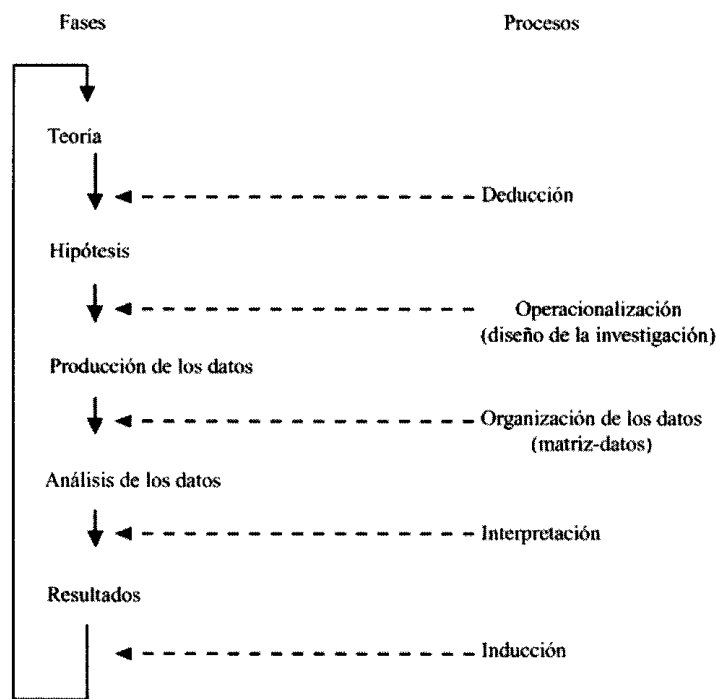 Fases Procesos
Teoría
Deducción
Hipótesis
Operacionalización
(diseño de la investigación)
Producción de los datos
Organización de los datos
(matriz-datos)
Análisis de los datos
Interpretación
Resultados
Inducción